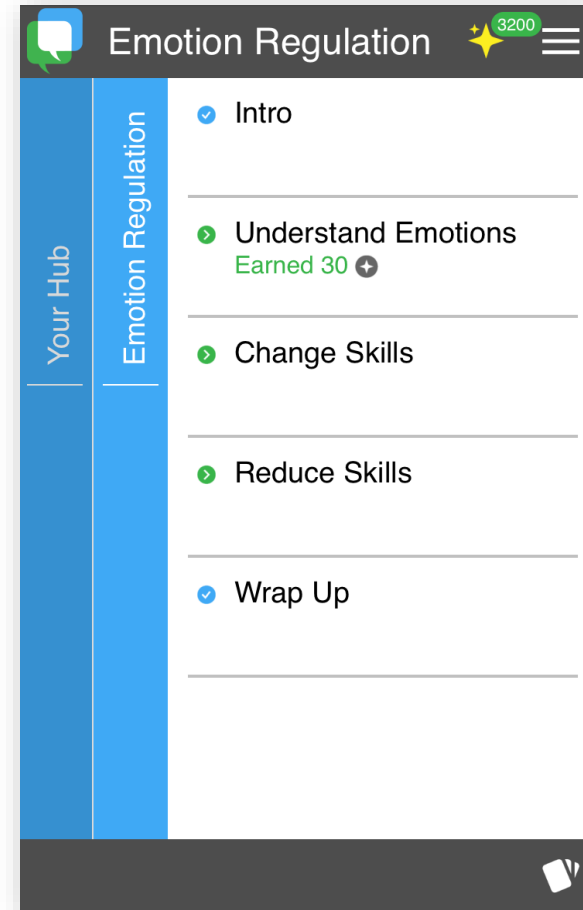 Emotion Regulation
3200
Your Hub
Emotion Regulation
Intro
Understand Emotions
Earned 30
Change Skills
Reduce Skills
Wrap Up